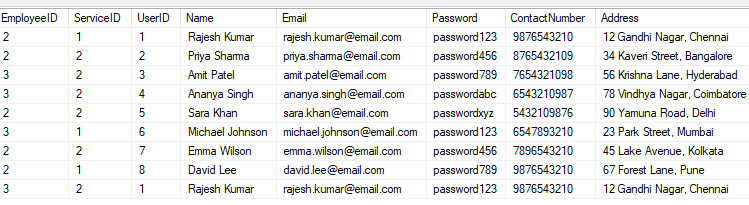 EmployeeID ServiceID UserID Name Email Password ContactNumber Address
2 1 1 Rajesh Kumar rajesh.kumar@email.com password123 9876543210 12 Gandhi Nagar, Chennai
2 2 2 Priya Sharma priya.sharma@email.com password456 8765432109 34 Kaveri Street, Bangalore
3 2 3 Amit Patel amit.patel@email.com password789 7654321098 56 Krishna Lane, Hyderabad
3 2 4 Ananya Singh ananya.singh@email.com passwordabc 6543210987 78 Vindhya Nagar, Coimbatore
2 2 5 Sara Khan sara.khan@email.com passwordxyz 5432109876 90 Yamuna Road, Delhi
3 1 6 Michael Johnson michael.johnson@email.com password123 6547893210 23 Park Street, Mumbai
2 2 7 Emma Wilson emma.wilson@email.com password456 7896543210 45 Lake Avenue, Kolkata
2 1 8 David Lee david.lee@email.com password789 9876543210 67 Forest Lane, Pune
3 2 1 Rajesh Kumar rajesh.kumar@email.com password123 9876543210 12 Gandhi Nagar, Chennai